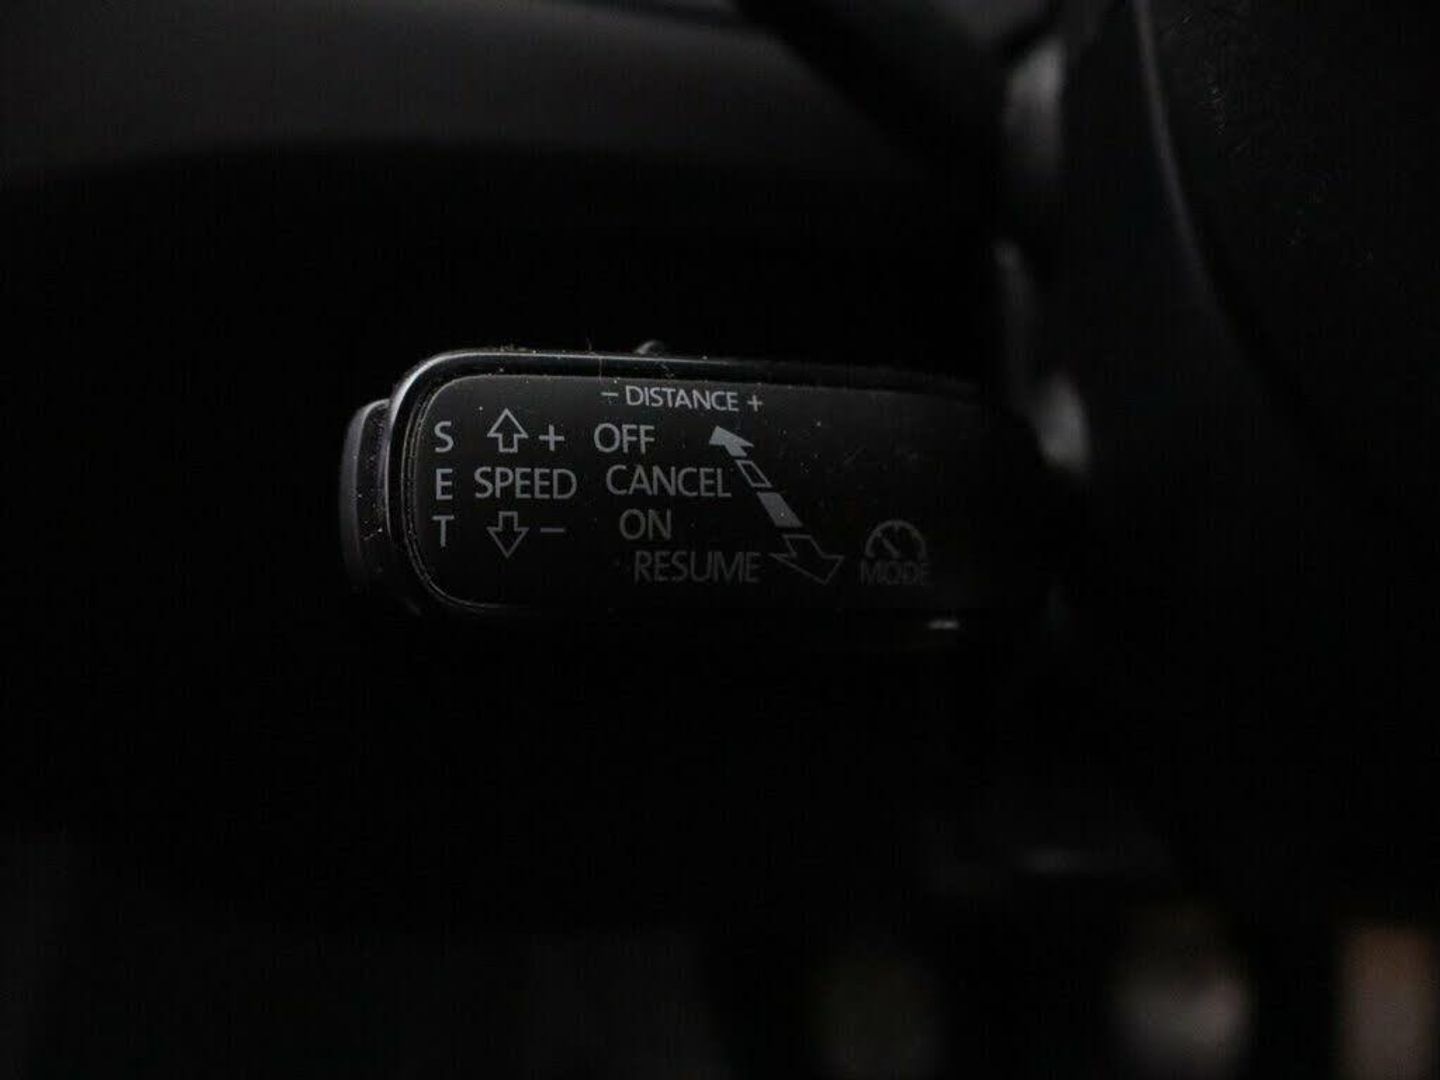 - DISTANCE +
S + OFF
E SPEED CANCEL
T - ON
RESUME
MODE